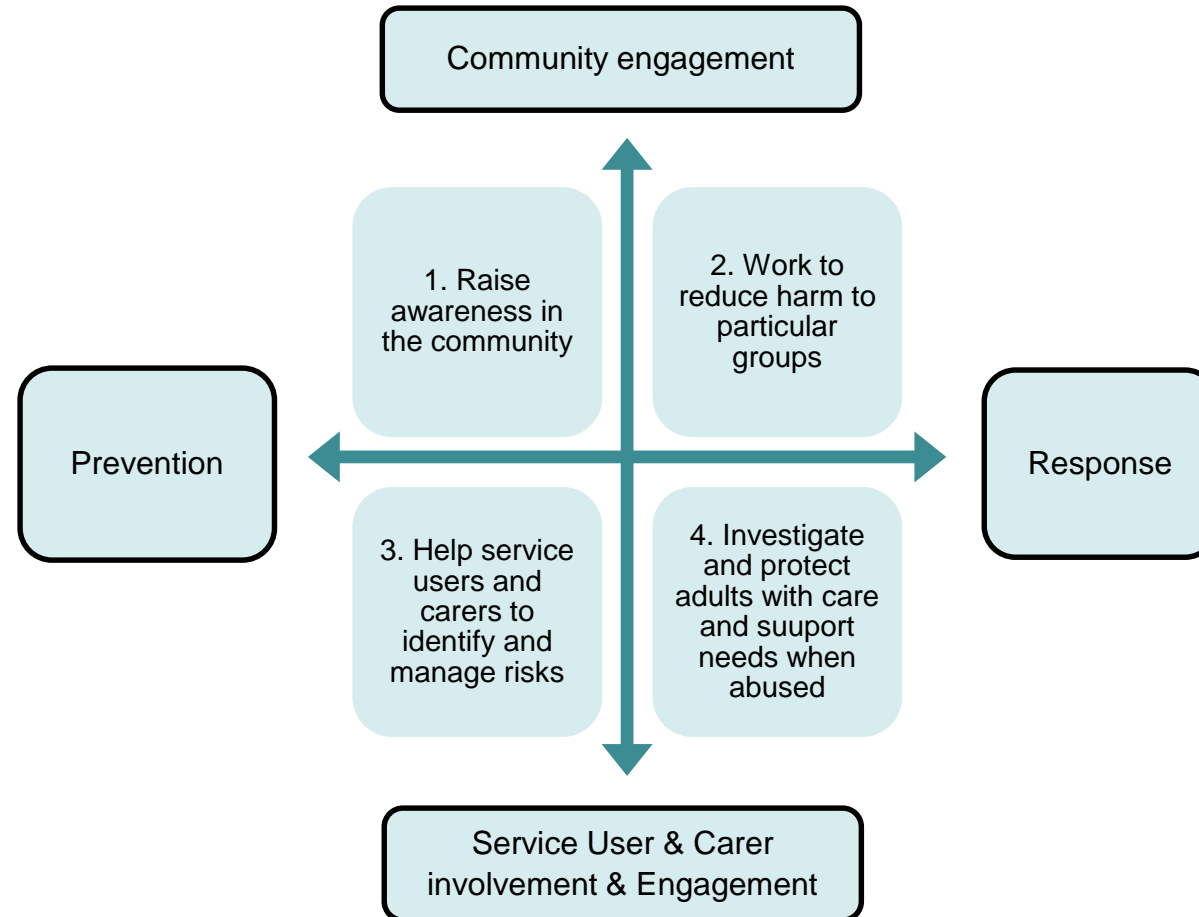 Community engagement
1. Raise
awareness in
the community
2. Work to
reduce harm to
particular
groups
Prevention
Response
3. Help service
users and
carers to
identify and
manage risks
4. Investigate
and protect
adults with care
and suuport
needs when
abused
Service User & Carer
involvement & Engagement